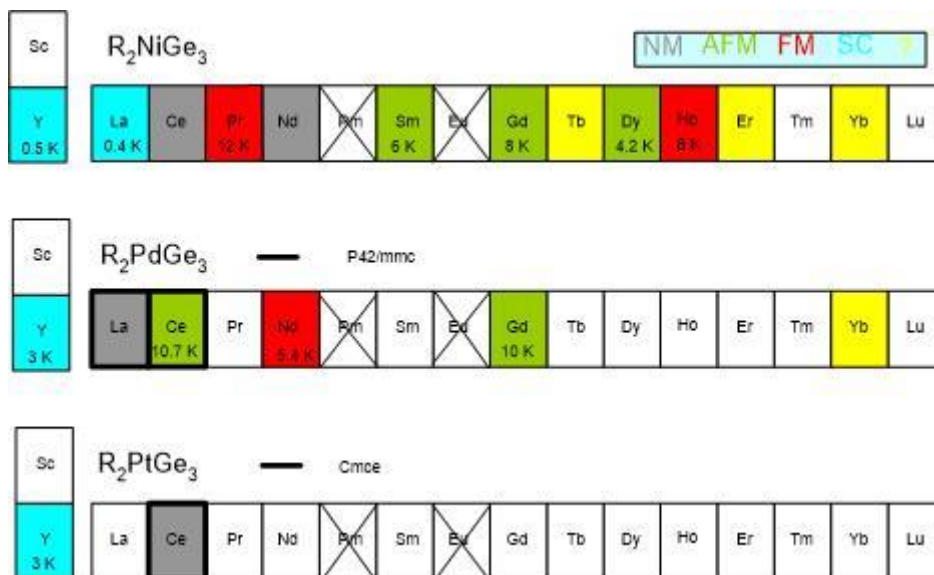 Sc R₂NiGe₃ NM AFM FM SC ?
Y La Ce Pr Nd Pm Sm Eu Gd Tb Dy Ho Er Tm Yb Lu
0.5 K 0.4 K 12 K 6 K 8 K 4.2 K 8 K
Sc R₂PdGe₃ P42/mmc
Y La Ce Pr Nd Pm Sm Eu Gd Tb Dy Ho Er Tm Yb Lu
3 K 10.7 K 10 K
Sc R₂PtGe₃ Cmce
Y La Ce Pr Nd Pm Sm Eu Gd Tb Dy Ho Er Tm Yb Lu
3 K